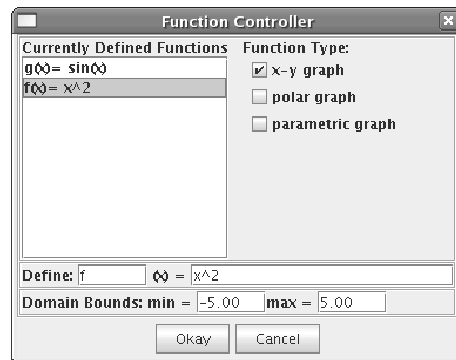 Function Controller
Currently Defined Functions
g(x)= sin(x)
f(x)= x^2
Function Type:
x-y graph
polar graph
parametric graph
Define: f (x) = x^2
Domain Bounds: min = -5.00 max = 5.00
Okay Cancel